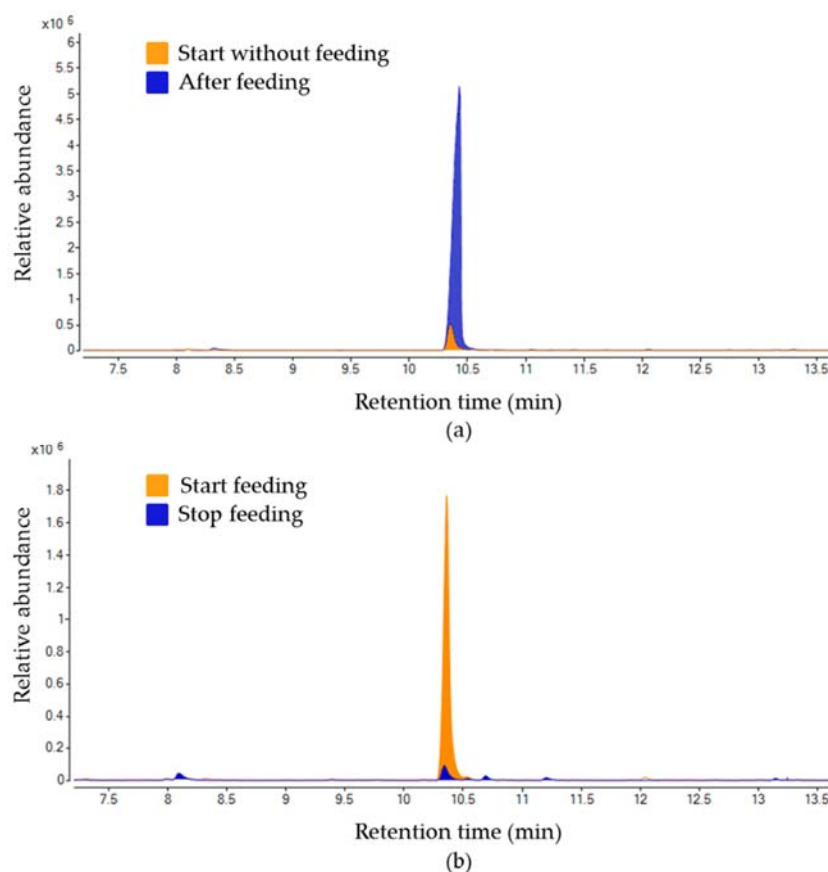 x10 6
Start without feeding
After feeding
Relative abundance
6
5.5
5
4.5
4
3.5
3
2.5
2
1.5
1
0.5
0
7.5 8 8.5 9 9.5 10 10.5 11 11.5 12 12.5 13 13.5
Retention time (min)
(a)
x10 6
Start feeding
Stop feeding
Relative abundance
1.8
1.6
1.4
1.2
1
0.8
0.6
0.4
0.2
0
7.5 8 8.5 9 9.5 10 10.5 11 11.5 12 12.5 13 13.5
Retention time (min)
(b)